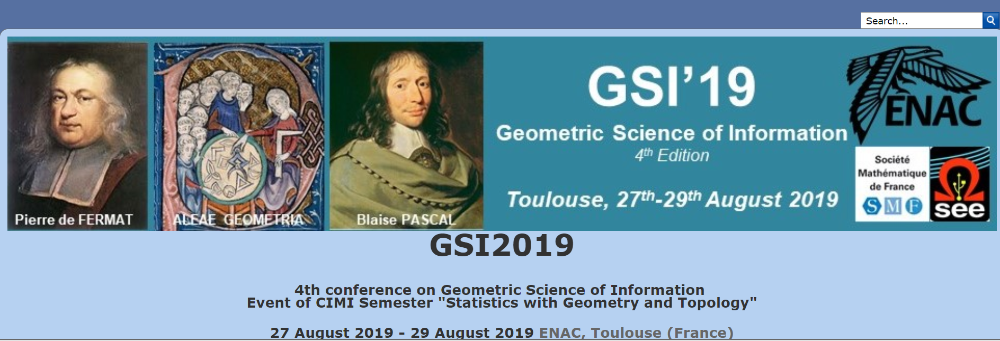 Search...
Pierre de FERMAT
ALEAE GEOMETRIA
Blaise PASCAL
GSI’19
Geometric Science of Information
4th Edition
Toulouse, 27th-29th August 2019
ENAC
Société
Mathématique
de France
S M F
see
GSI2019
4th conference on Geometric Science of Information
Event of CIMI Semester "Statistics with Geometry and Topology"
27 August 2019 - 29 August 2019 ENAC, Toulouse (France)